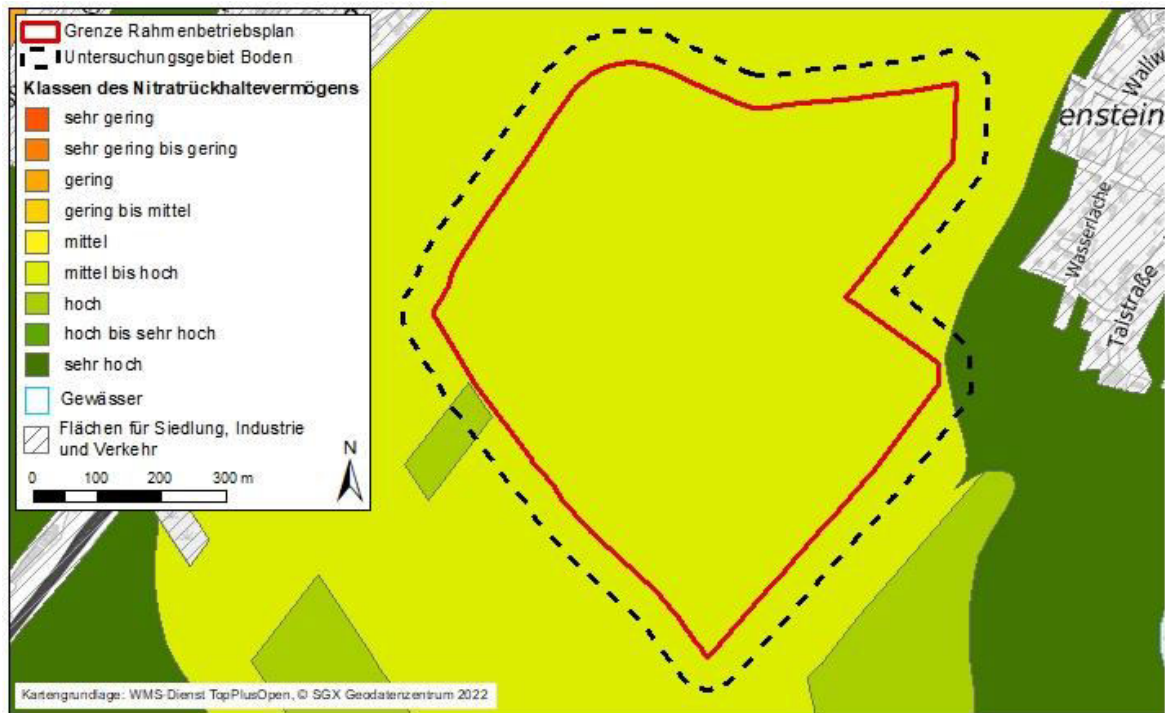 Grenze Rahmenbetriebsplan
Untersuchungsgebiet Boden
Klassen des Nitratrückhaltevermögens
sehr gering
sehr gering bis gering
gering
gering bis mittel
mittel
mittel bis hoch
hoch
hoch bis sehr hoch
sehr hoch
Gewässer
Flächen für Siedlung, Industrie
und Verkehr
N
0 100 200 300 m
Wallw
enstein
Wasserlache
Talstraße
Kartengrundlage: WMS-Dienst TopPlusOpen, © SGX Geodatenzentrum 2022